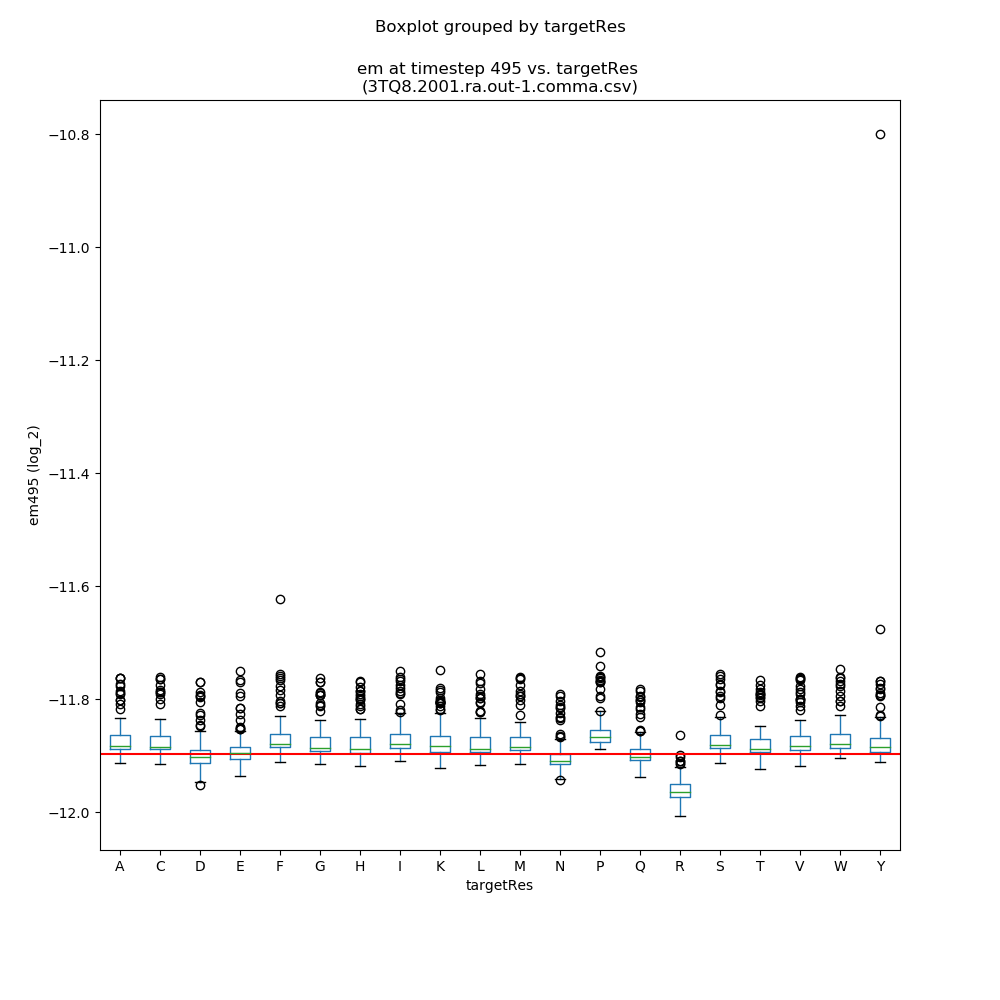 Boxplot grouped by targetRes
em at timestep 495 vs. targetRes
(3TQ8.2001.ra.out-1.comma.csv)
−10.8
−11.0
−11.2
−11.4
−11.6
−11.8
−12.0
em495 (log_2)
A C D E F G H I K L M N P Q R S T V W Y
targetRes